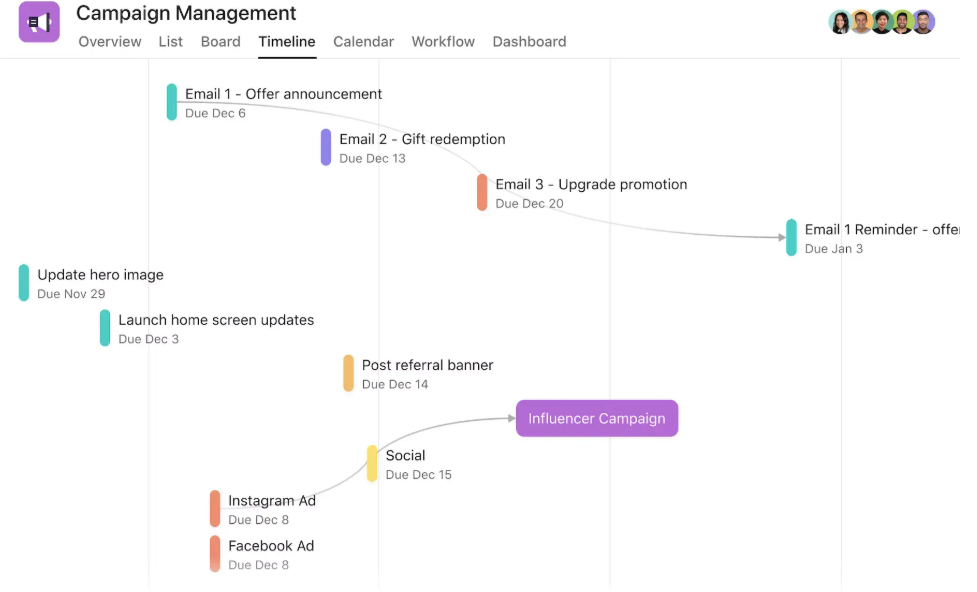 Campaign Management
Overview List Board Timeline Calendar Workflow Dashboard
Email 1 - Offer announcement
Due Dec 6
Email 2 - Gift redemption
Due Dec 13
Email 3 - Upgrade promotion
Due Dec 20
Email 1 Reminder - offe
Due Jan 3
Update hero image
Due Nov 29
Launch home screen updates
Due Dec 3
Post referral banner
Due Dec 14
Influencer Campaign
Social
Due Dec 15
Instagram Ad
Due Dec 8
Facebook Ad
Due Dec 8